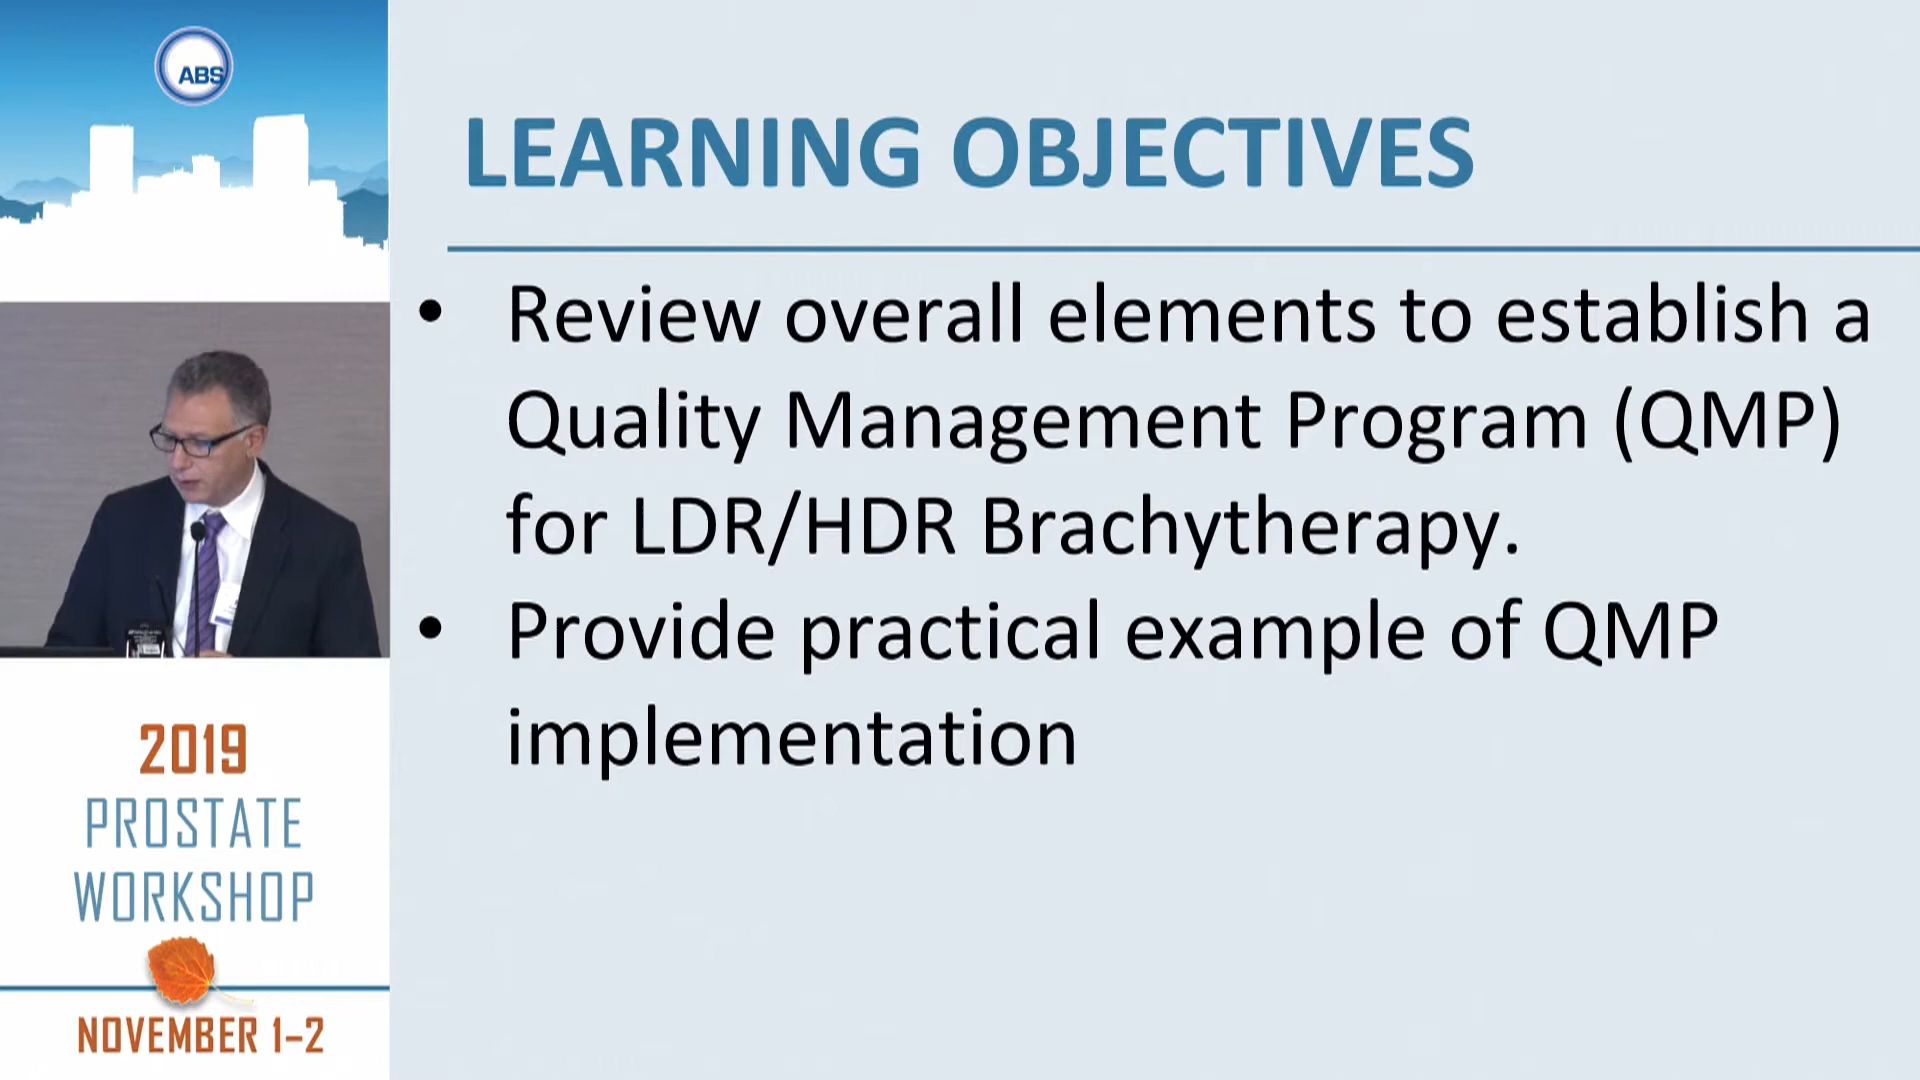 ABS
LEARNING OBJECTIVES
• Review overall elements to establish a
Quality Management Program (QMP)
for LDR/HDR Brachytherapy.
• Provide practical example of QMP
implementation
2019
PROSTATE
WORKSHOP
NOVEMBER 1–2